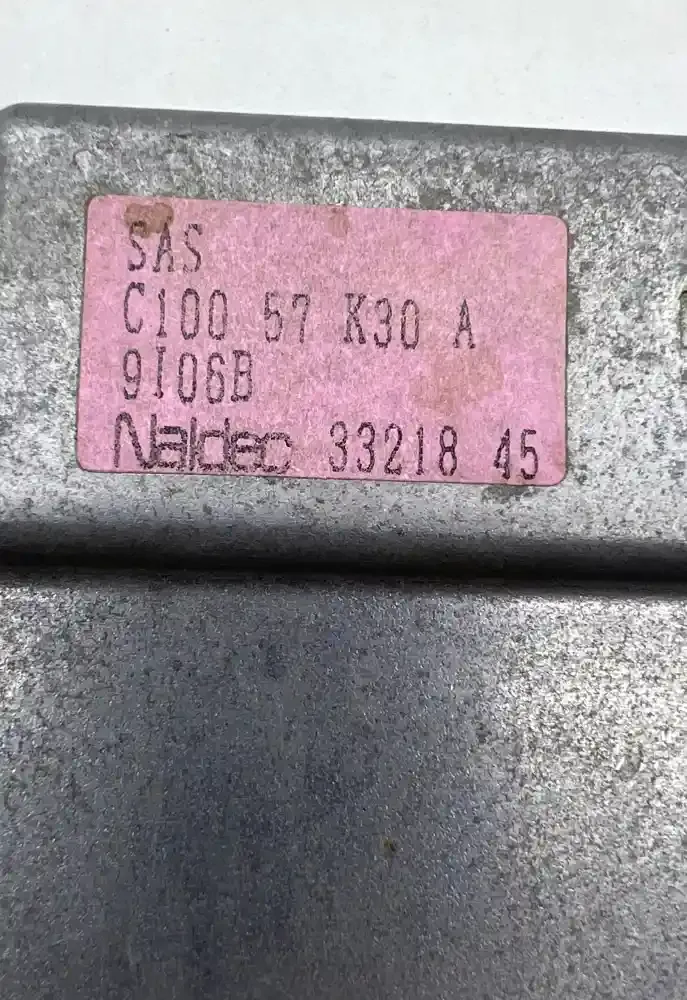 SAS
C100 57 K30 A
9I06B
Naldec 33218 45